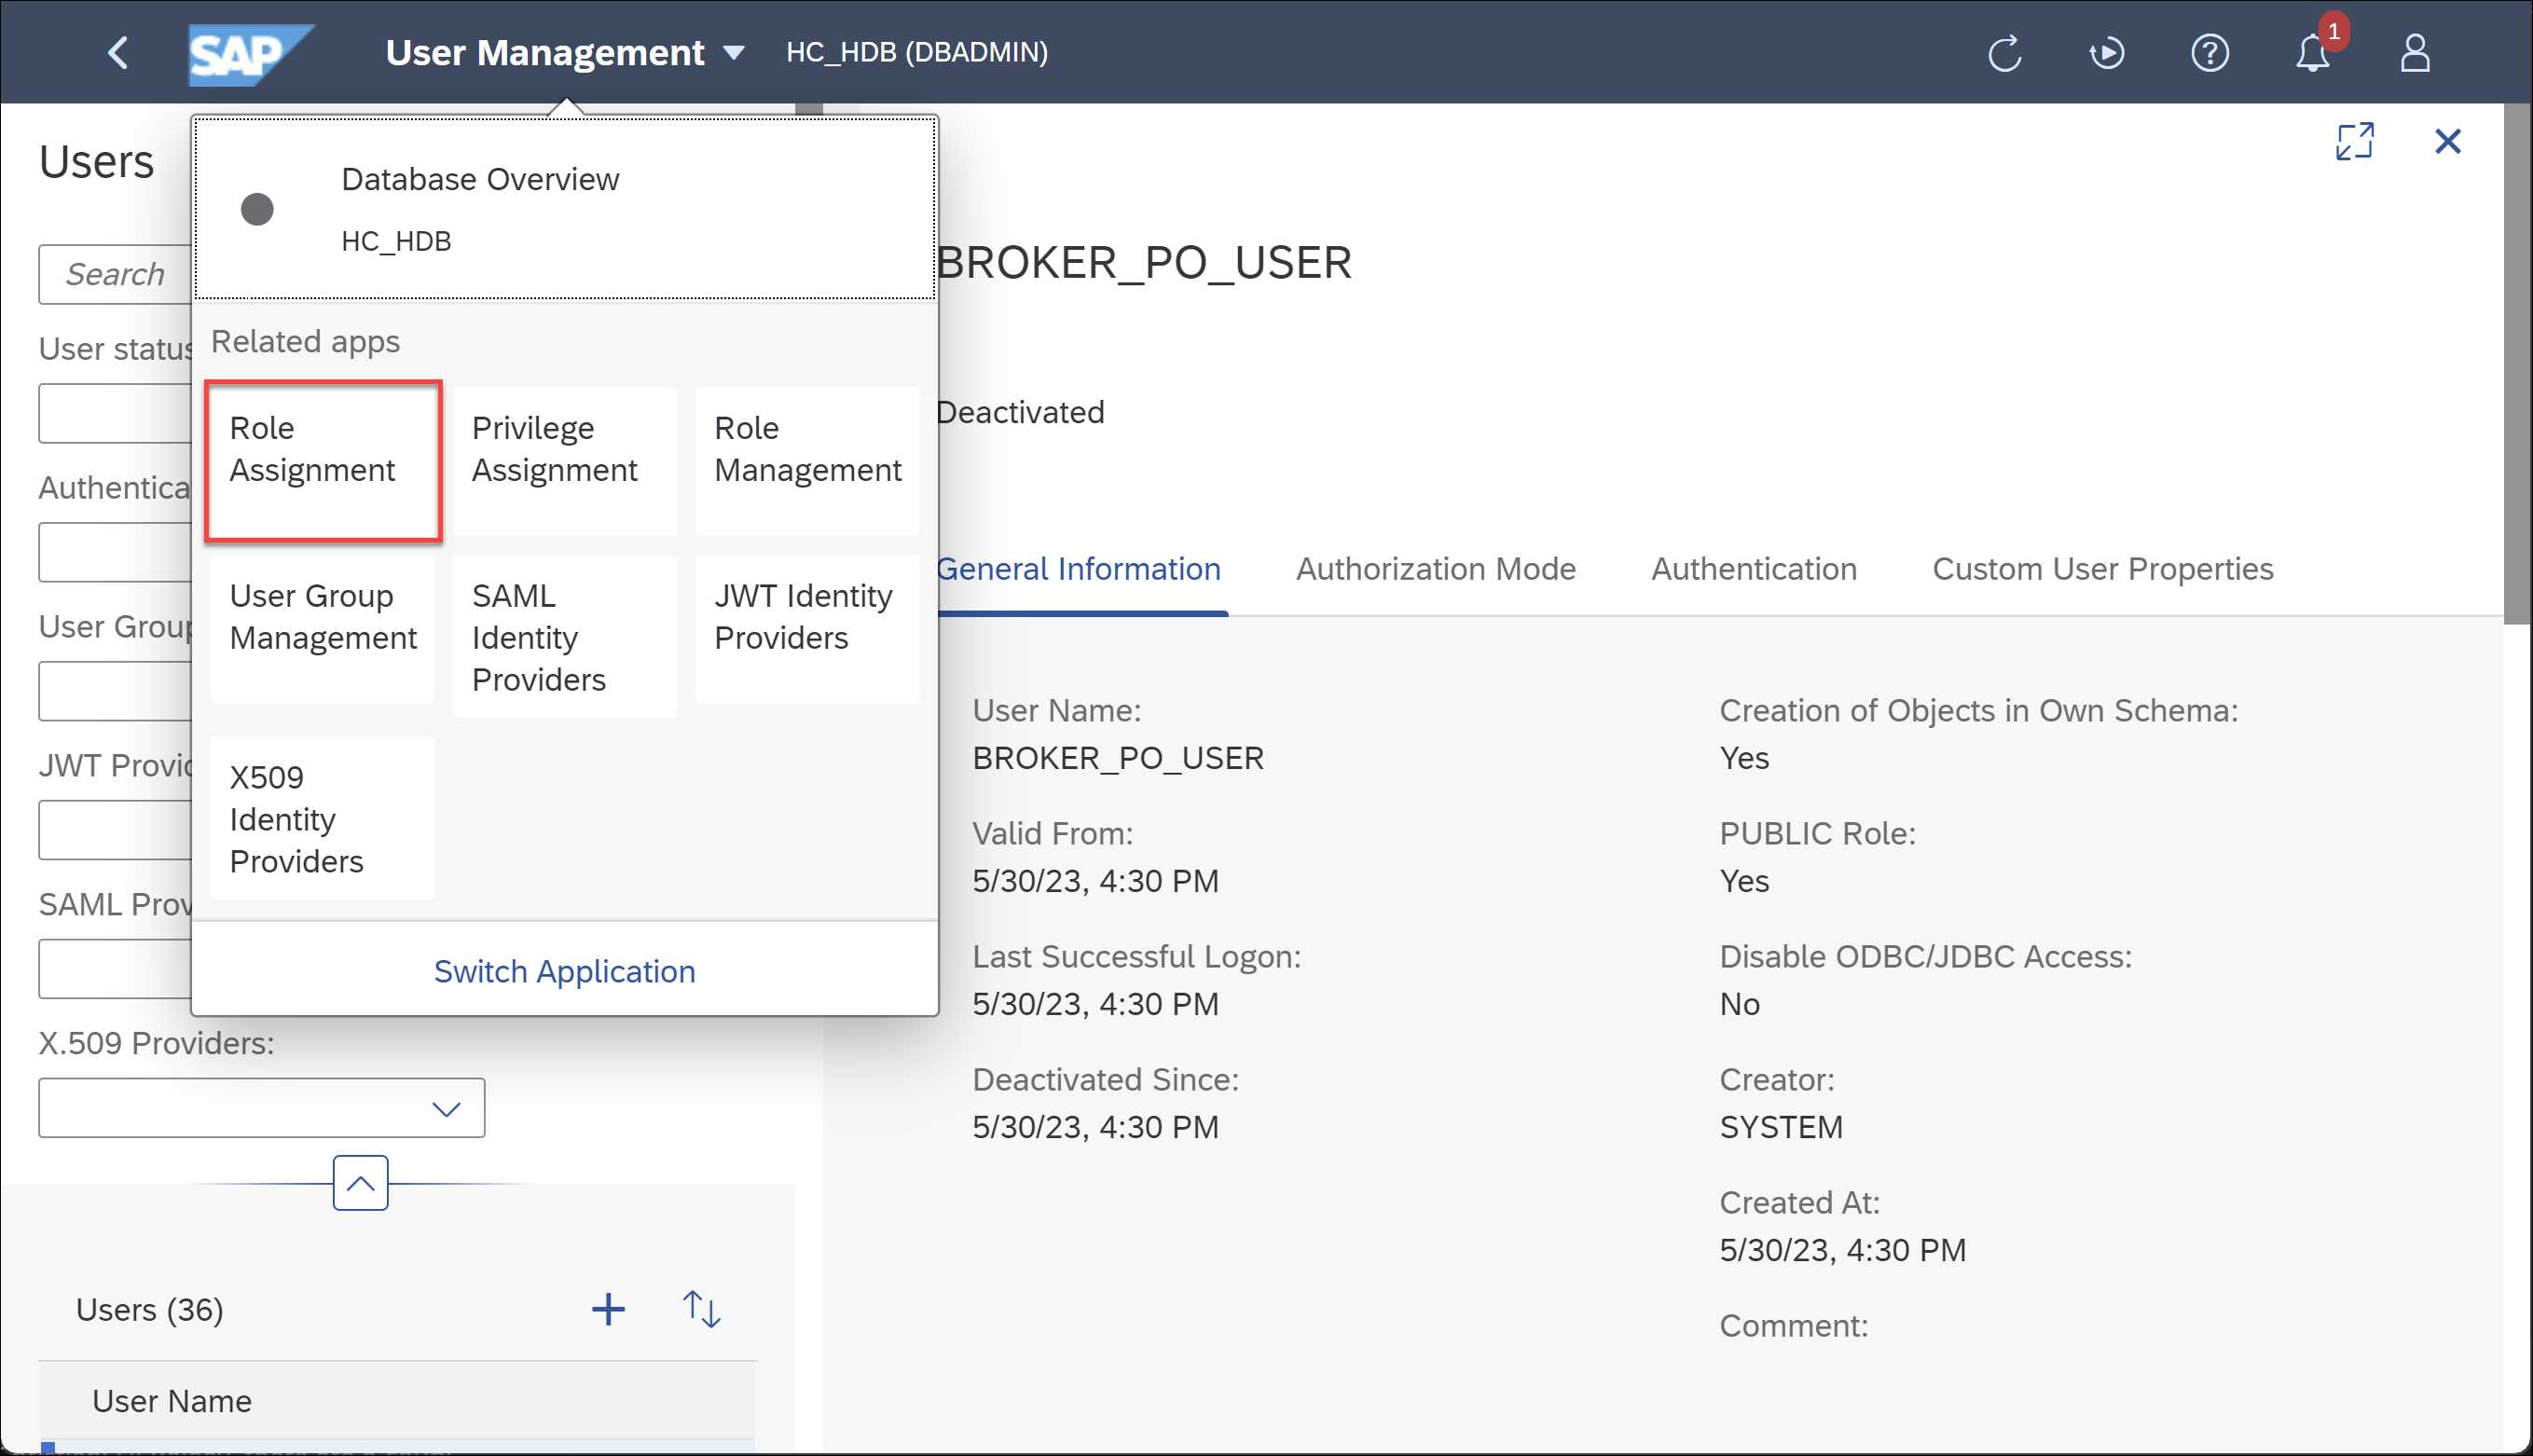 SAP
User Management
HC_HDB (DBADMIN)
1
Users
Search
User status
Authentica
User Group
JWT Provid
SAML Prov
X.509 Providers:
Users (36)
User Name
Database Overview
HC_HDB
Related apps
Role
Assignment
Privilege
Assignment
Role
Management
User Group
Management
SAML
Identity
Providers
JWT Identity
Providers
X509
Identity
Providers
Switch Application
BROKER_PO_USER
Deactivated
General Information
Authorization Mode
Authentication
Custom User Properties
User Name:
BROKER_PO_USER
Valid From:
5/30/23, 4:30 PM
Last Successful Logon:
5/30/23, 4:30 PM
Deactivated Since:
5/30/23, 4:30 PM
Creation of Objects in Own Schema:
Yes
PUBLIC Role:
Yes
Disable ODBC/JDBC Access:
No
Creator:
SYSTEM
Created At:
5/30/23, 4:30 PM
Comment: